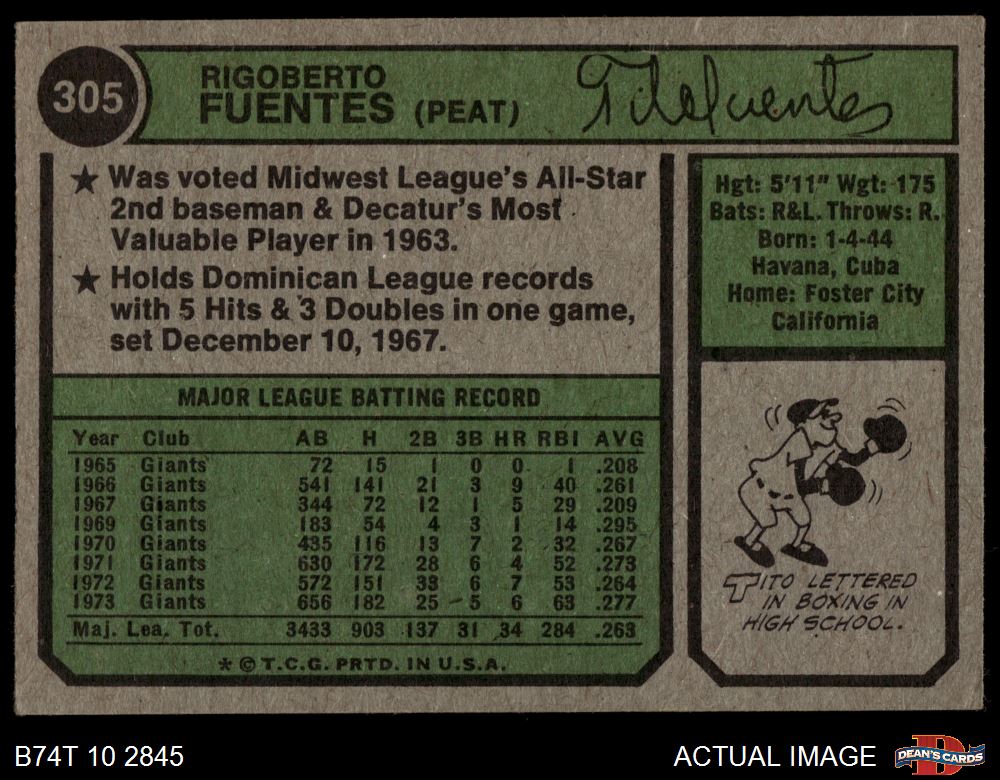 305
RIGOBERTO
FUENTES (PEAT)
Tito Fuentes
★ Was voted Midwest League's All-Star
2nd baseman & Decatur's Most
Valuable Player in 1963.
★ Holds Dominican League records
with 5 Hits & 3 Doubles in one game,
set December 10, 1967.
Hgt: 5'11" Wgt: 175
Bats: R&L. Throws: R.
Born: 1-4-44
Havana, Cuba
Home: Foster City
California
MAJOR LEAGUE BATTING RECORD
Year Club AB H 2B 3B HR RBI AVG
1965 Giants 72 15 1 0 0 1 .208
1966 Giants 541 141 21 3 9 40 .261
1967 Giants 344 72 12 1 5 29 .209
1969 Giants 183 54 4 3 1 14 .295
1970 Giants 435 116 13 7 2 32 .267
1971 Giants 630 172 28 6 4 52 .273
1972 Giants 572 151 33 6 7 53 .264
1973 Giants 656 182 25 5 6 63 .277
Maj. Lea. Tot. 3433 903 137 31 34 284 .263
* © T.C.G. PRTD. IN U.S.A.
TITO LETTERED
IN BOXING IN
HIGH SCHOOL.
B74T 10 2845
ACTUAL IMAGE
D
DEAN'S CARDS